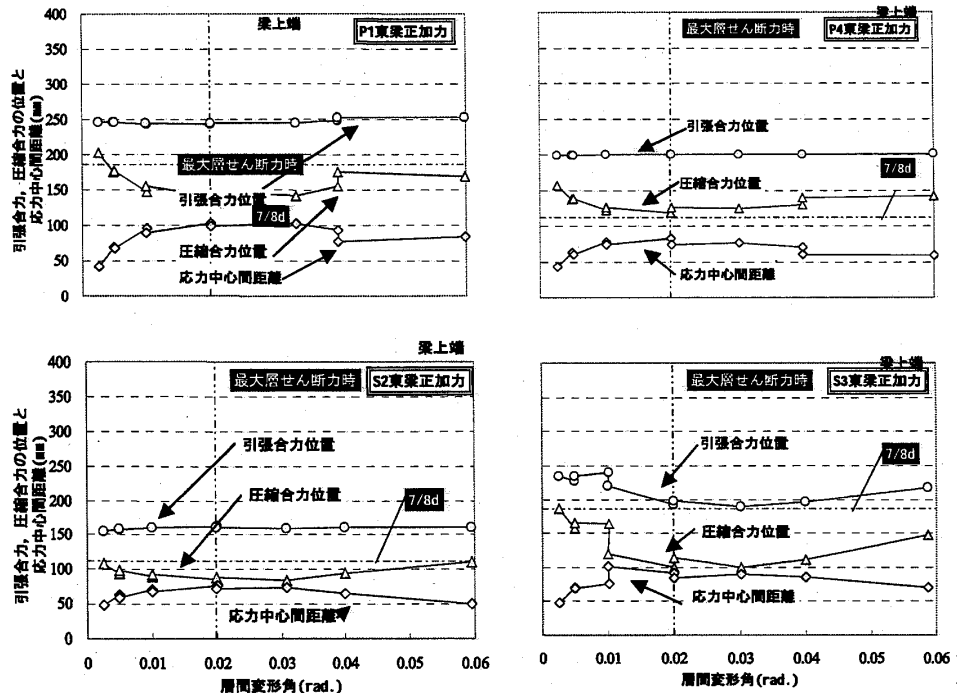 引張合力，圧縮合力の位置と
応力中心間距離(mm)
400
350
300
250
200
150
100
50
0
梁上端
P1東梁正加力
最大層せん断力時
引張合力位置
7/8d
圧縮合力位置
応力中心間距離
梁上端
最大層せん断力時
P4東梁正加力
引張合力位置
7/8d
圧縮合力位置
応力中心間距離
引張合力，圧縮合力の位置と
応力中心間距離(mm)
400
350
300
250
200
150
100
50
0
梁上端
最大層せん断力時
S2東梁正加力
引張合力位置
圧縮合力位置
7/8d
応力中心間距離
0 0.01 0.02 0.03 0.04 0.05 0.06
層間変形角(rad.)
梁上端
最大層せん断力時
S3東梁正加力
引張合力位置
7/8d
圧縮合力位置
応力中心間距離
0 0.01 0.02 0.03 0.04 0.05 0.06
層間変形角(rad.)